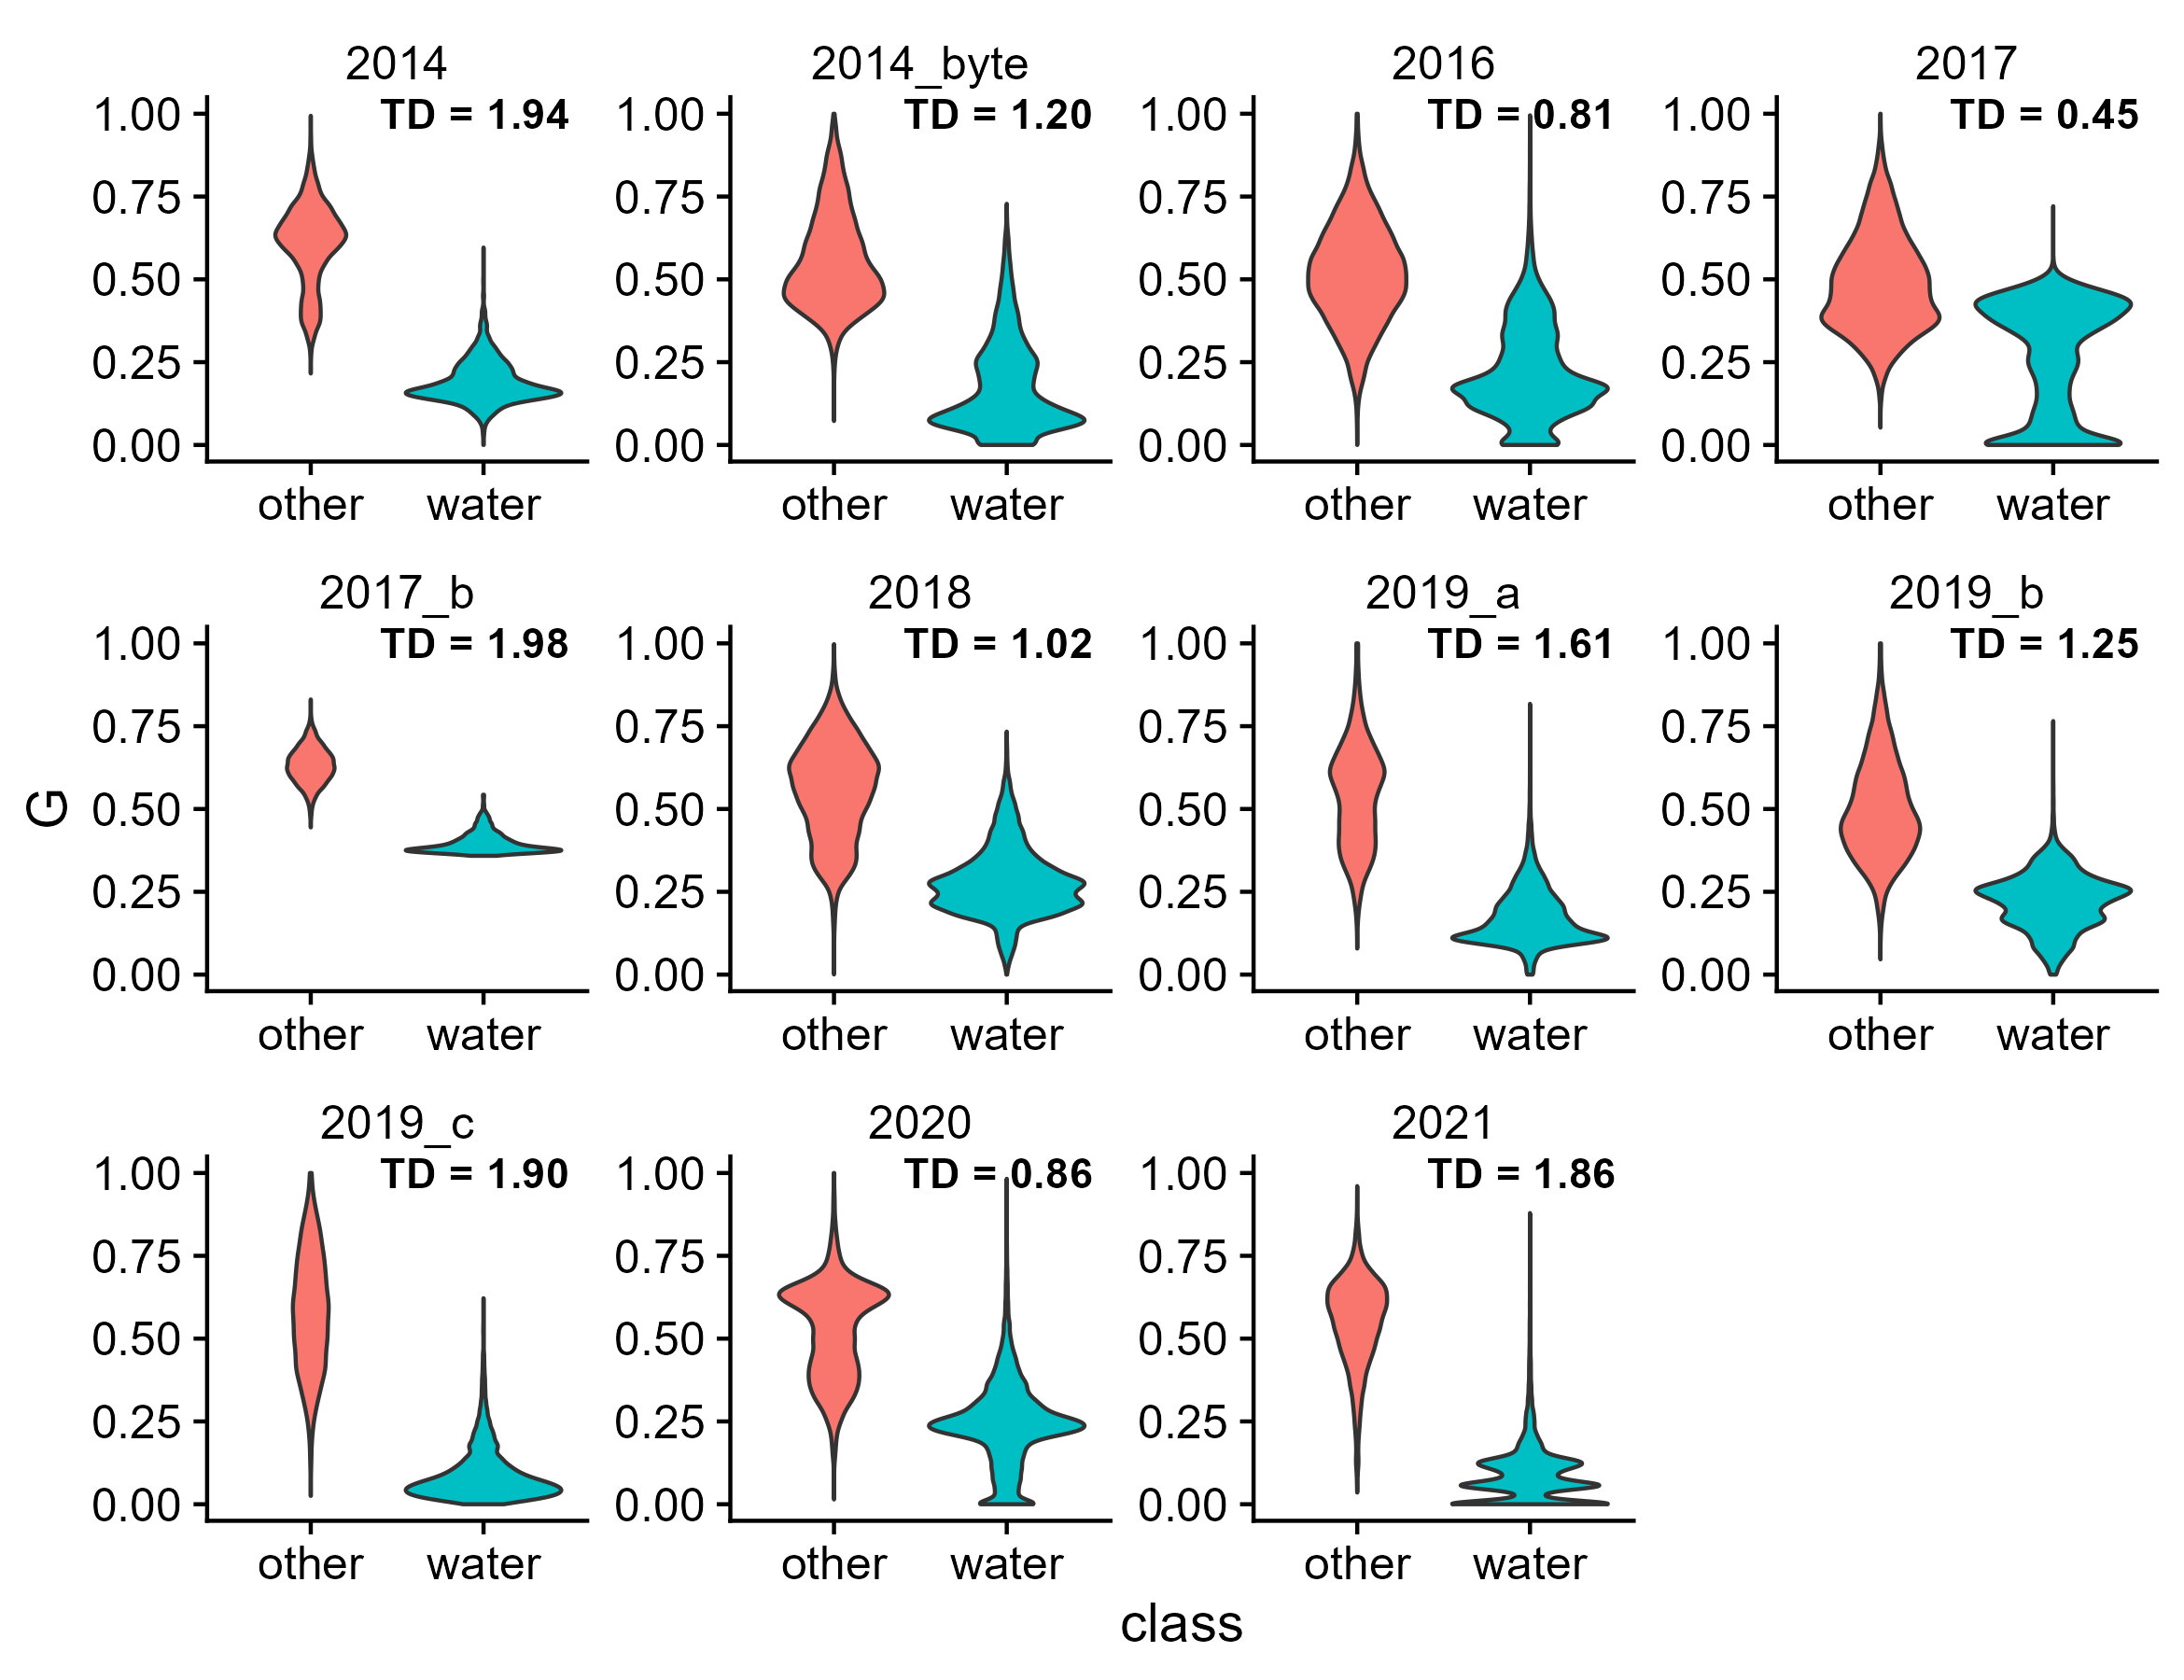 2014 2014_byte 2016 2017
TD = 1.94 TD = 1.20 TD = 0.81 TD = 0.45
1.00 1.00 1.00 1.00
0.75 0.75 0.75 0.75
0.50 0.50 0.50 0.50
0.25 0.25 0.25 0.25
0.00 0.00 0.00 0.00
other water other water other water other water
2017_b 2018 2019_a 2019_b
TD = 1.98 TD = 1.02 TD = 1.61 TD = 1.25
1.00 1.00 1.00 1.00
0.75 0.75 0.75 0.75
G 0.50 0.50 0.50 0.50
0.25 0.25 0.25 0.25
0.00 0.00 0.00 0.00
other water other water other water other water
2019_c 2020 2021
TD = 1.90 TD = 0.86 TD = 1.86
1.00 1.00 1.00
0.75 0.75 0.75
0.50 0.50 0.50
0.25 0.25 0.25
0.00 0.00 0.00
other water other water other water
class